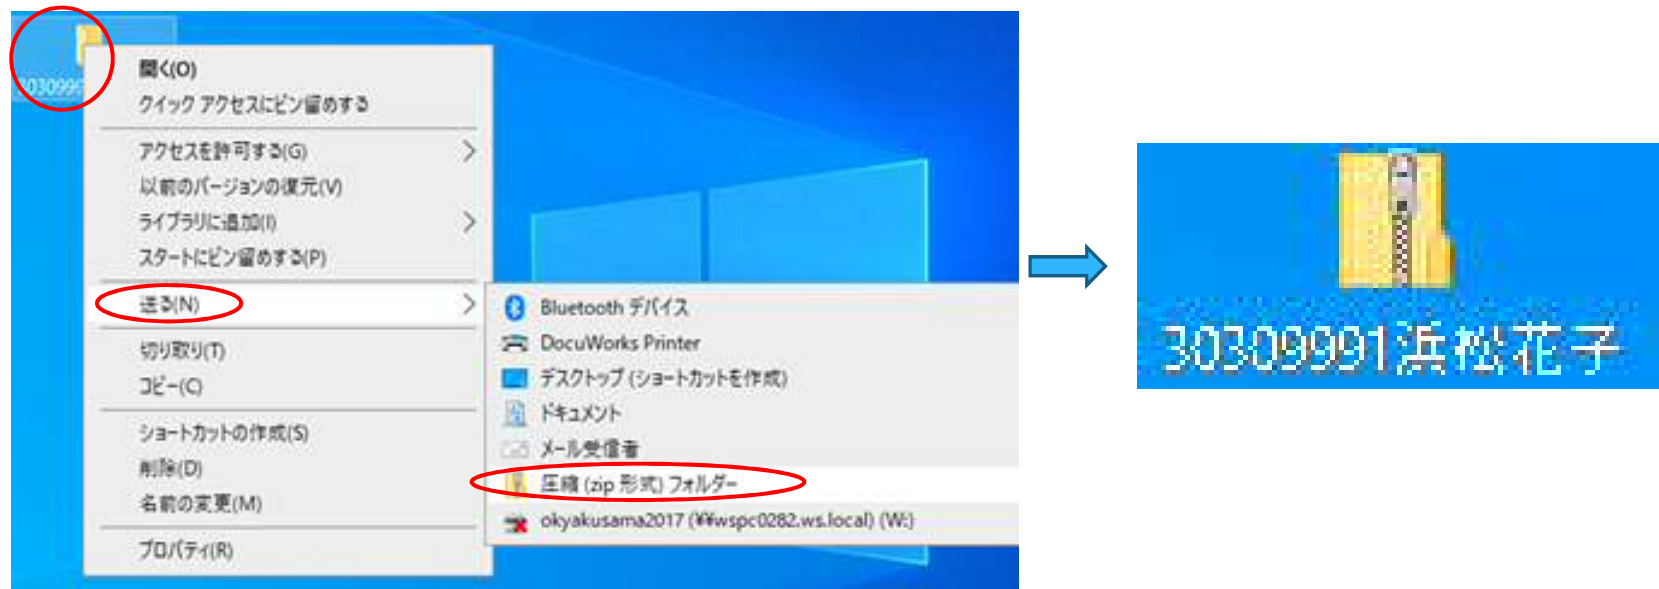 開く(O)
クイック アクセスにピン留めする
アクセスを許可する(G)
以前のバージョンの復元(V)
ライブラリに追加(I)
スタートにピン留めする(P)
送る(N)
切り取り(T)
コピー(C)
ショートカットの作成(S)
削除(D)
名前の変更(M)
プロパティ(R)
Bluetooth デバイス
DocuWorks Printer
デスクトップ (ショートカットを作成)
ドキュメント
メール受信者
圧縮 (zip 形式) フォルダー
okyakusama2017 (¥¥wspc0282.ws.local) (W:)
30309991浜松花子